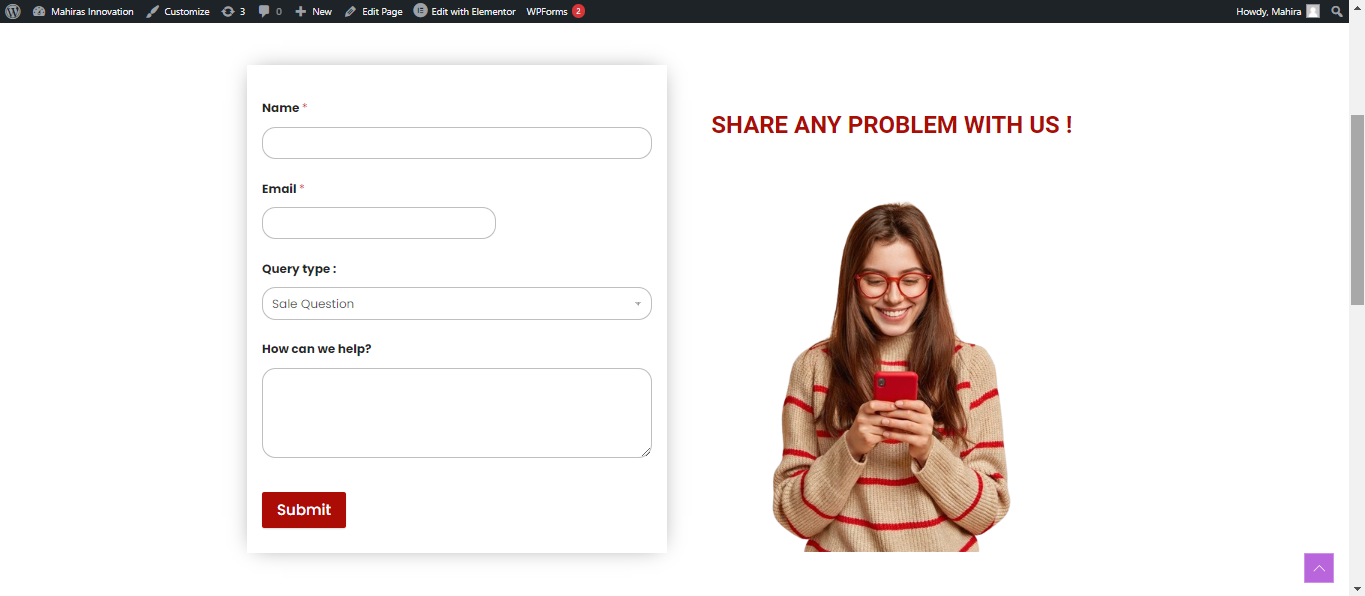 Mahiras Innovation Customize 3 0 New Edit Page Edit with Elementor WPForms 2 Howdy, Mahira
Name *
Email *
Query type :
Sale Question
How can we help?
Submit
SHARE ANY PROBLEM WITH US !